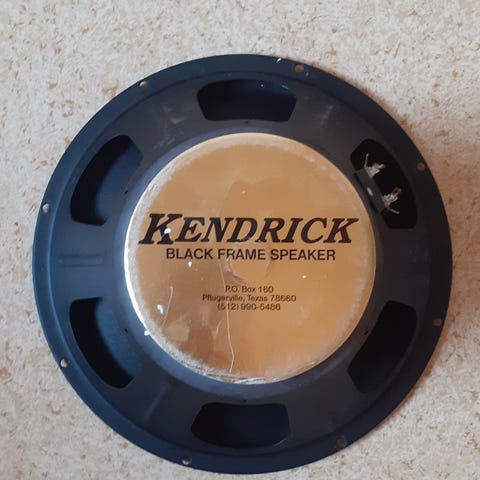 KENDRICK
BLACK FRAME SPEAKER
P.O. Box 160
Pflugerville, Texas 78660
(512) 990-5486